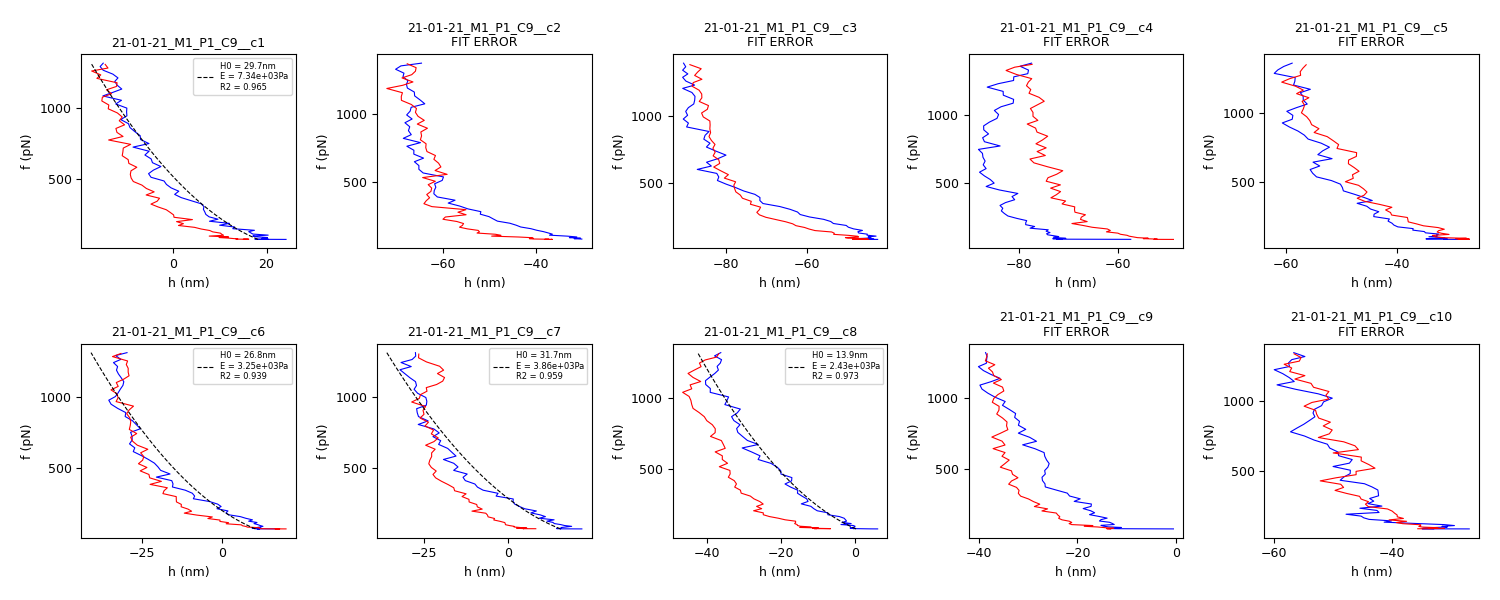 21-01-21_M1_P1_C9__c1
H0 = 29.7nm
E = 7.34e+03Pa
R2 = 0.965
1000
500
f (pN)
0
20
h (nm)
21-01-21_M1_P1_C9__c2
FIT ERROR
1000
500
f (pN)
−60
−40
h (nm)
21-01-21_M1_P1_C9__c3
FIT ERROR
1000
500
f (pN)
−80
−60
h (nm)
21-01-21_M1_P1_C9__c4
FIT ERROR
1000
500
f (pN)
−80
−60
h (nm)
21-01-21_M1_P1_C9__c5
FIT ERROR
1000
500
f (pN)
−60
−40
h (nm)
21-01-21_M1_P1_C9__c6
H0 = 26.8nm
E = 3.25e+03Pa
R2 = 0.939
1000
500
f (pN)
−25
0
h (nm)
21-01-21_M1_P1_C9__c7
H0 = 31.7nm
E = 3.86e+03Pa
R2 = 0.959
1000
500
f (pN)
−25
0
h (nm)
21-01-21_M1_P1_C9__c8
H0 = 13.9nm
E = 2.43e+03Pa
R2 = 0.973
1000
500
f (pN)
−40
−20
0
h (nm)
21-01-21_M1_P1_C9__c9
FIT ERROR
1000
500
f (pN)
−40
−20
0
h (nm)
21-01-21_M1_P1_C9__c10
FIT ERROR
1000
500
f (pN)
−60
−40
h (nm)